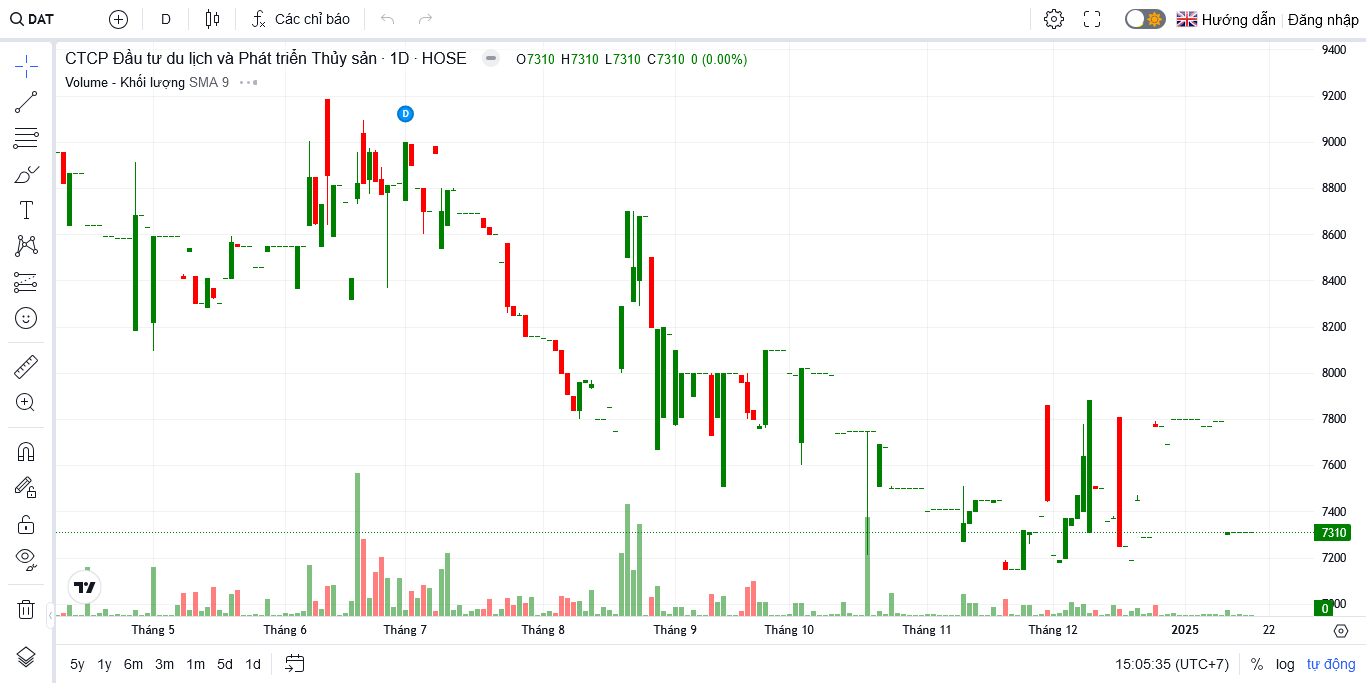 DAT D Các chỉ báo Hướng dẫn Đăng nhập
CTCP Đầu tư du lịch và Phát triển Thủy sản · 1D · HOSE O7310 H7310 L7310 C7310 0 (0.00%)
Volume - Khối lượng SMA 9
D
9400
9200
9000
8800
8600
8400
8200
8000
7800
7600
7400
7310
7200
0
Tháng 5 Tháng 6 Tháng 7 Tháng 8 Tháng 9 Tháng 10 Tháng 11 Tháng 12 2025 22
5y 1y 6m 3m 1m 5d 1d 15:05:35 (UTC+7) % log tự động